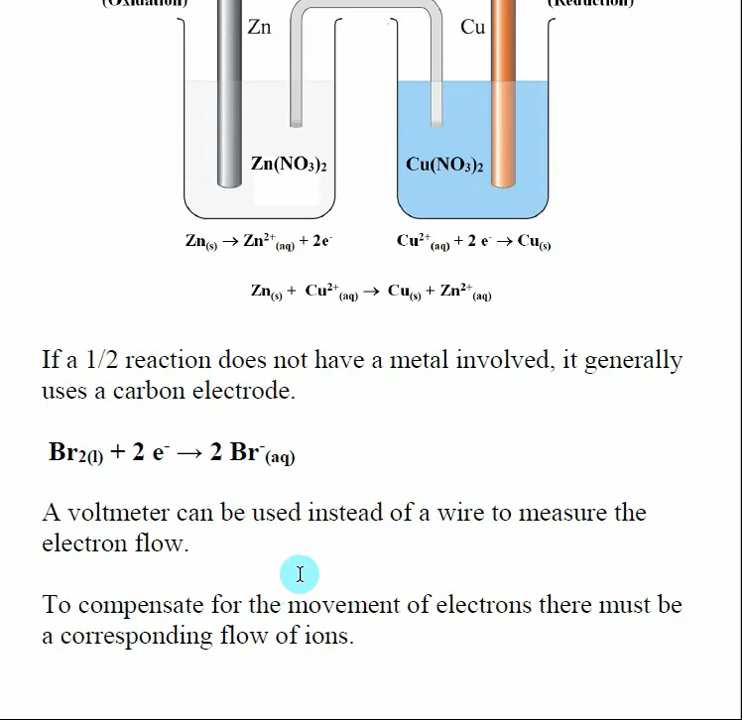 (Oxidation) (Reduction)
Zn Cu
Zn(NO₃)₂ Cu(NO₃)₂
Zn₍s₎ → Zn²⁺₍aq₎ + 2e⁻ Cu²⁺₍aq₎ + 2 e⁻ → Cu₍s₎
Zn₍s₎ + Cu²⁺₍aq₎ → Cu₍s₎ + Zn²⁺₍aq₎
If a 1/2 reaction does not have a metal involved, it generally
uses a carbon electrode.
Br₂₍l₎ + 2 e⁻ → 2 Br⁻₍aq₎
A voltmeter can be used instead of a wire to measure the
electron flow.
To compensate for the movement of electrons there must be
a corresponding flow of ions.